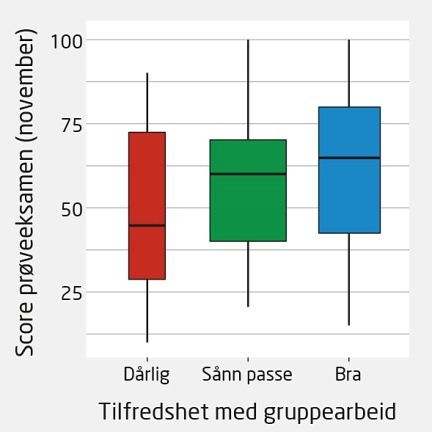 Score prøveeksamen (november)
100
75
50
25
Dårlig Sånn passe Bra
Tilfredshet med gruppearbeid